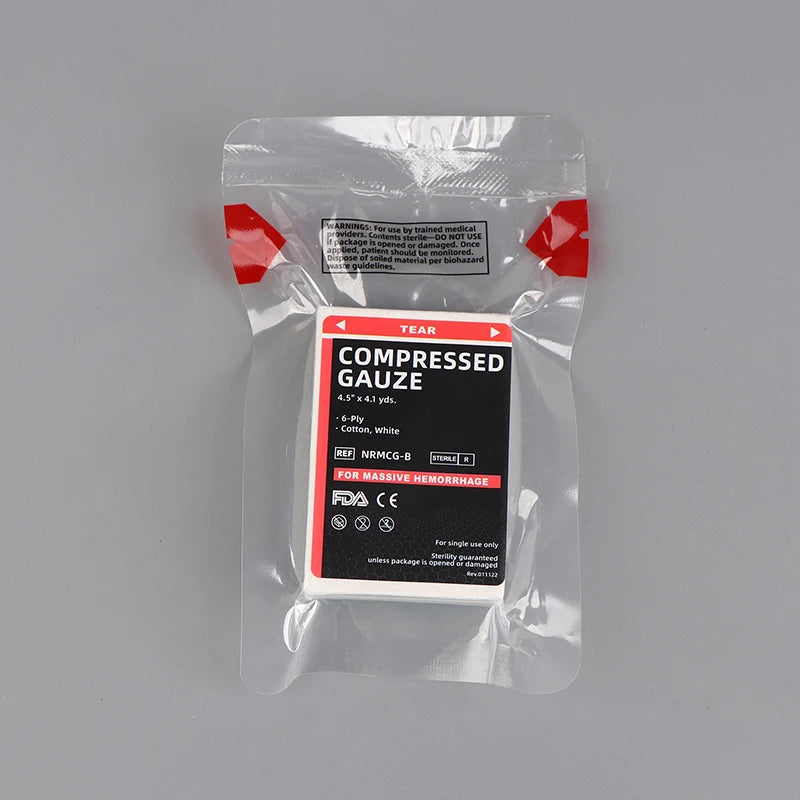 WARNINGS: For use by trained medical
providers. Contents sterile—DO NOT USE
if package is opened or damaged. Once
applied, patient should be monitored.
Dispose of soiled material per biohazard
waste guidelines.
TEAR
COMPRESSED
GAUZE
4.5" x 4.1 yds.
· 6-Ply
· Cotton, White
REF NRMCG-B STERILE R
FOR MASSIVE HEMORRHAGE
FDA CE
For single use only
Sterility guaranteed
unless package is opened or damaged
Rev.011122